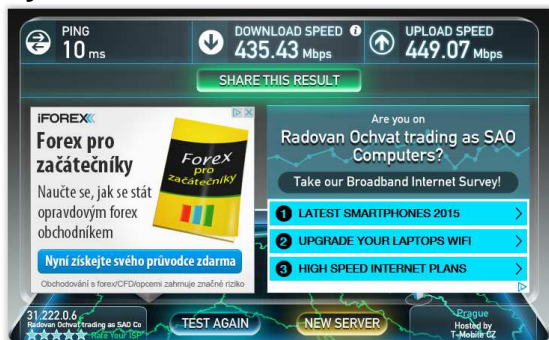 PING
10 ms
DOWNLOAD SPEED
435.43 Mbps
UPLOAD SPEED
449.07 Mbps
SHARE THIS RESULT
iFOREX
Forex pro
začátečníky
Naučte se, jak se stát
opravdovým forex
obchodníkem
Nyní získejte svého průvodce zdarma
Obchodování s forex/CFD/opcemi zahrnuje značné riziko
Forex
pro
začátečníky
Are you on
Radovan Ochvat trading as SAO
Computers?
Take our Broadband Internet Survey!
1 LATEST SMARTPHONES 2015
2 UPGRADE YOUR LAPTOPS WIFI
3 HIGH SPEED INTERNET PLANS
31.222.0.6
Radovan Ochvat trading as SAO Co
Rate Your ISP
TEST AGAIN
NEW SERVER
Prague
Hosted by
T-Mobile CZ